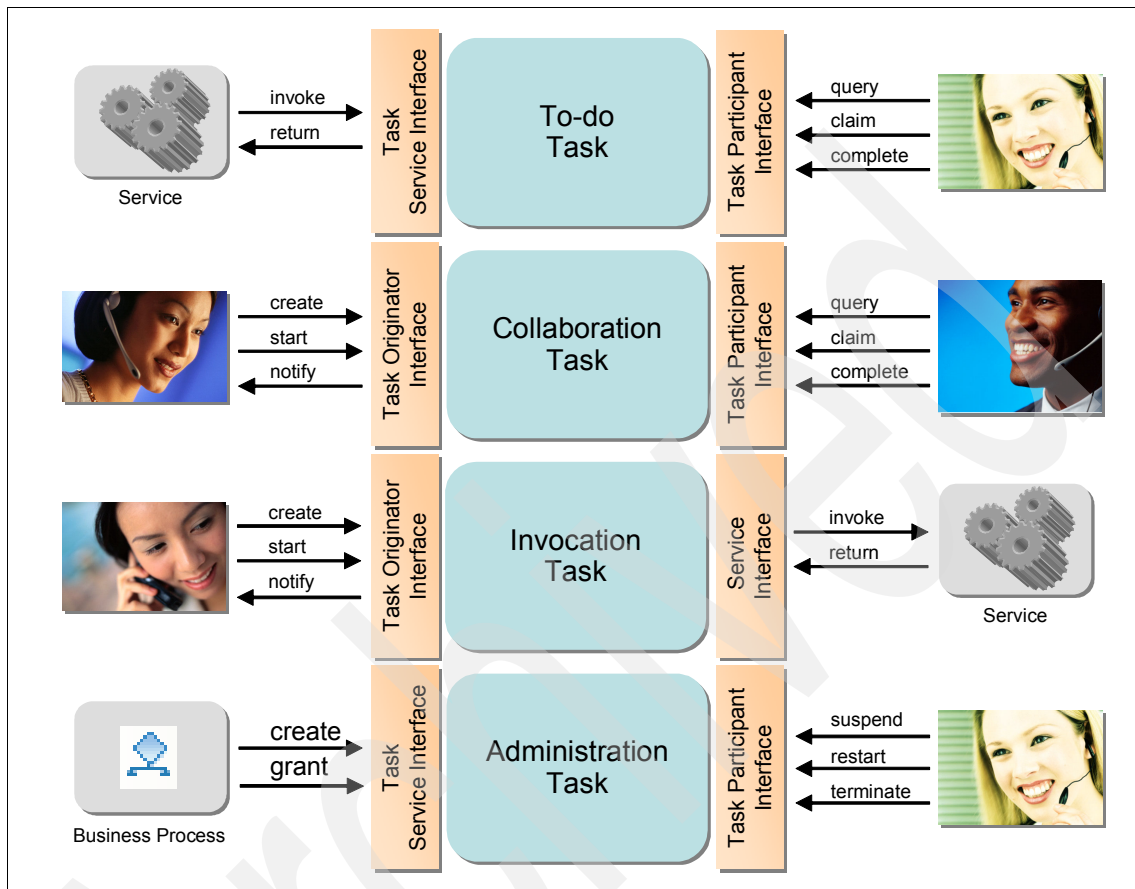 invoke
return
Service
Task
Service Interface
To-do
Task
Task Participant
Interface
query
claim
complete
create
start
notify
Task Originator
Interface
Collaboration
Task
Task Participant
Interface
query
claim
complete
create
start
notify
Task Originator
Interface
Invocation
Task
Service
Interface
invoke
return
Service
create
grant
Business Process
Task
Service Interface
Administration
Task
Task Participant
Interface
suspend
restart
terminate
Archived